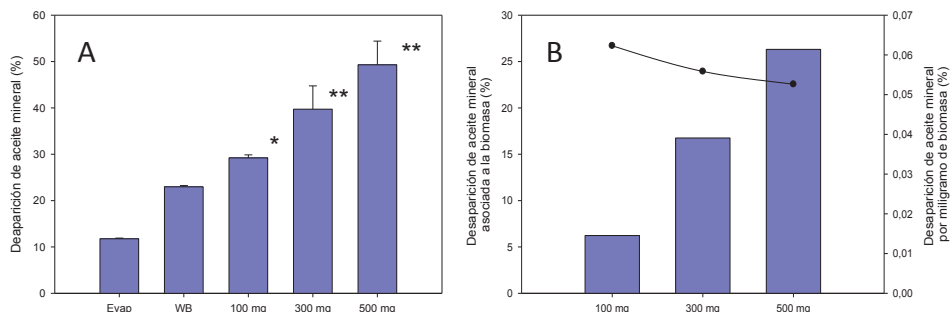 A
Deaparición de aceite mineral (%)
60
50
40
30
20
10
0
*
**
**
Evap
WB
100 mg
300 mg
500 mg
B
Desaparición de aceite mineral
asociada a la biomasa (%)
30
25
20
15
10
5
0
0,07
0,06
0,05
0,04
0,03
0,02
0,01
0,00
Desaparición de aceite mineral
por miligramo de biomasa (%)
100 mg
300 mg
500 mg